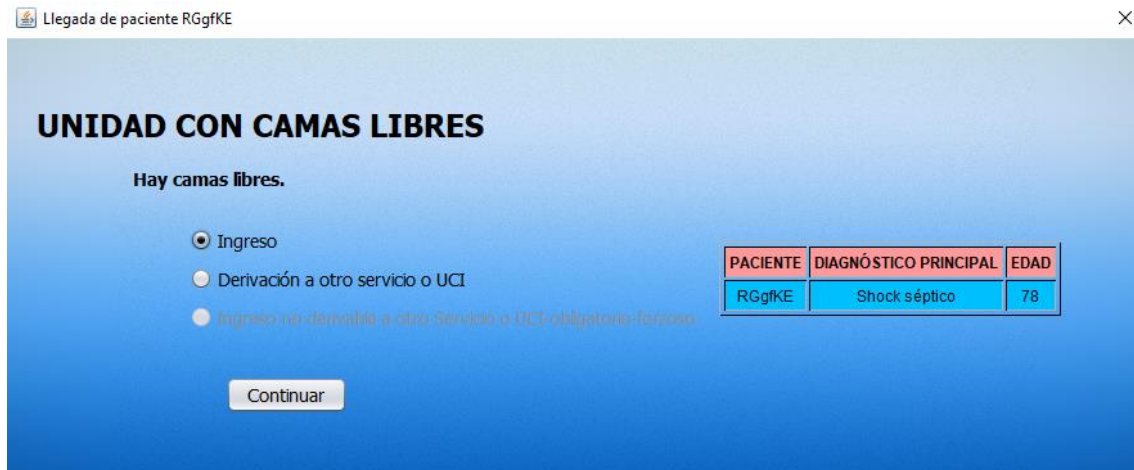 Llegada de paciente RGgfKE
UNIDAD CON CAMAS LIBRES
Hay camas libres.
Ingreso
Derivación a otro servicio o UCI
Ingreso no derivable a otro Servicio o UCI-obligatorio-forzoso
PACIENTE DIAGNÓSTICO PRINCIPAL EDAD
RGgfKE Shock séptico 78
Continuar